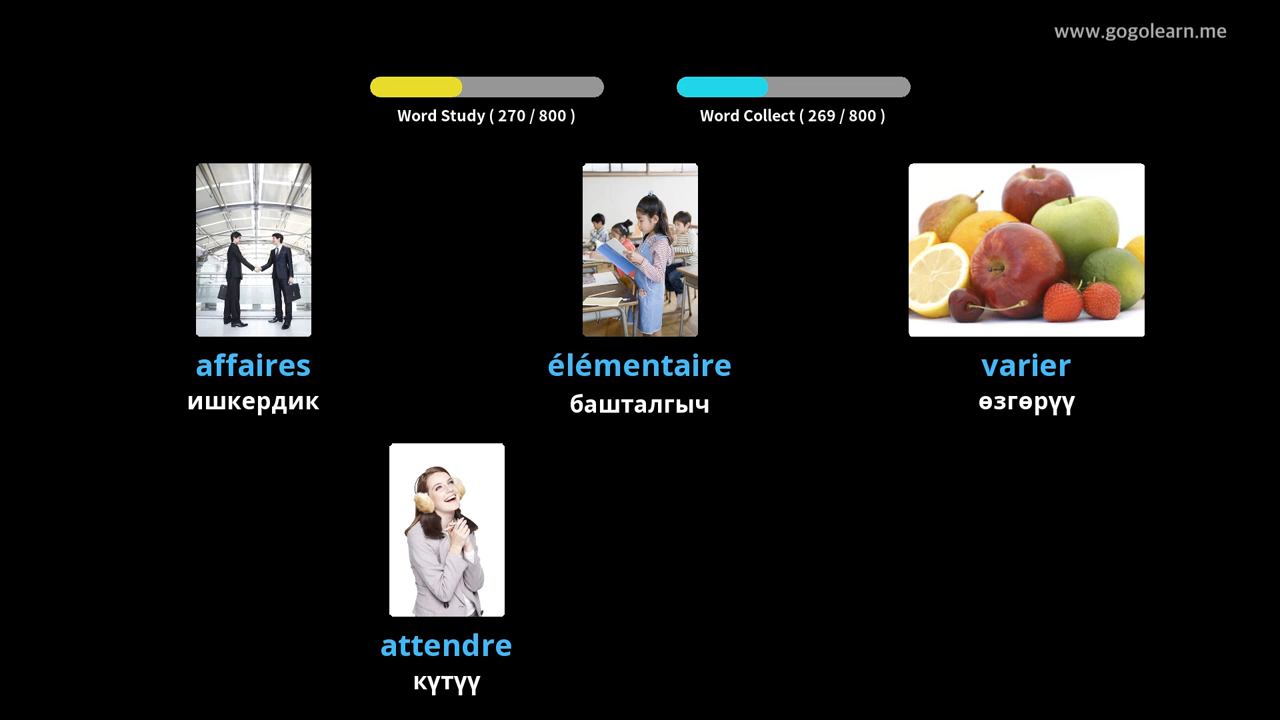 www.gogolearn.me
Word Study ( 270 / 800 )
Word Collect ( 269 / 800 )
affaires
ишкердик
élémentaire
башталгыч
varier
өзгөрүү
attendre
күтүү